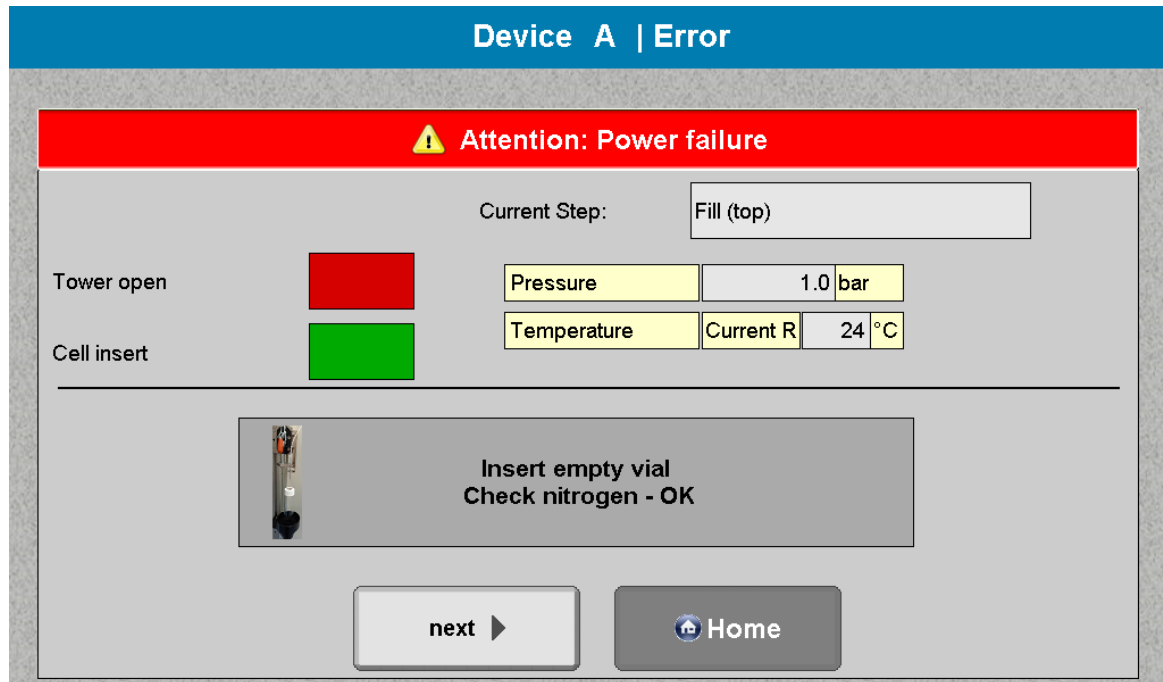 Device A | Error
Attention: Power failure
Current Step: Fill (top)
Tower open
Pressure 1.0 bar
Temperature Current R 24 °C
Cell insert
Insert empty vial
Check nitrogen - OK
next Home